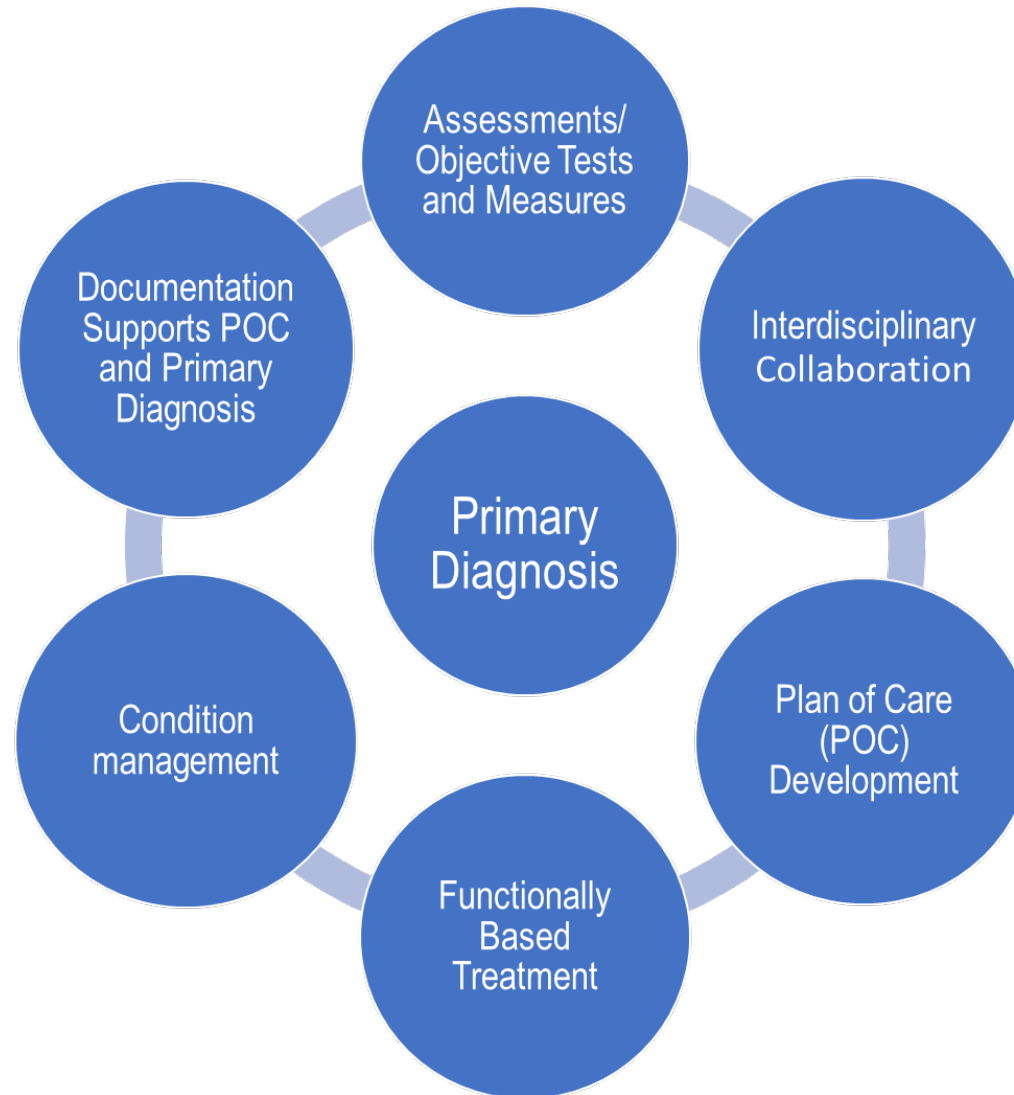 Assessments/
Objective Tests
and Measures
Interdisciplinary
Collaboration
Plan of Care
(POC)
Development
Functionally
Based
Treatment
Condition
management
Documentation
Supports POC
and Primary
Diagnosis
Primary
Diagnosis